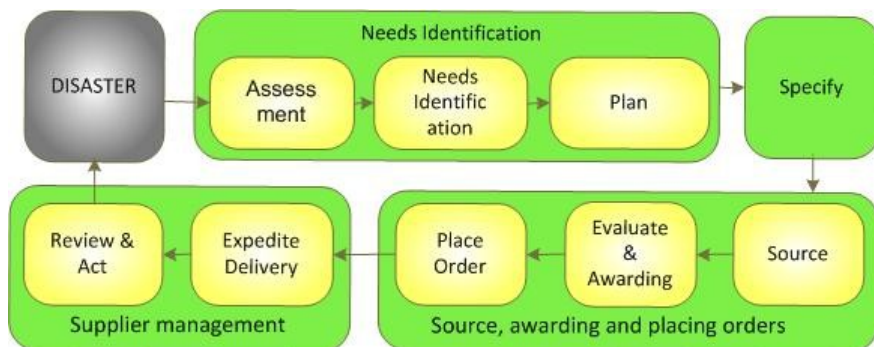 Needs Identification
DISASTER
Assess
ment
Needs
Identific
ation
Plan
Specify
Review &
Act
Expedite
Delivery
Place
Order
Evaluate
&
Awarding
Source
Supplier management
Source, awarding and placing orders